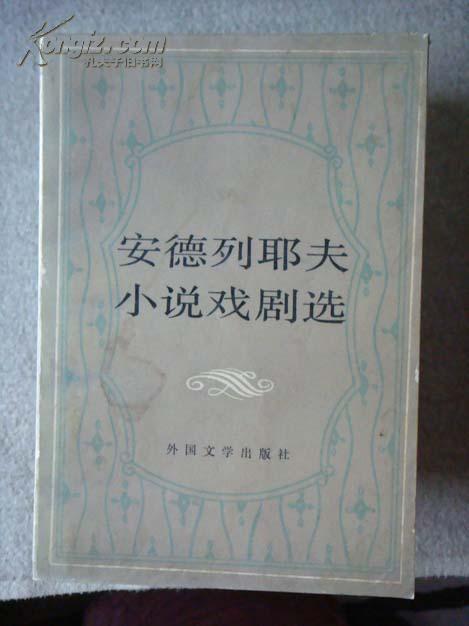 Kongfz.com
孔夫子旧书网
安德列耶夫
小说戏剧选
外国文学出版社